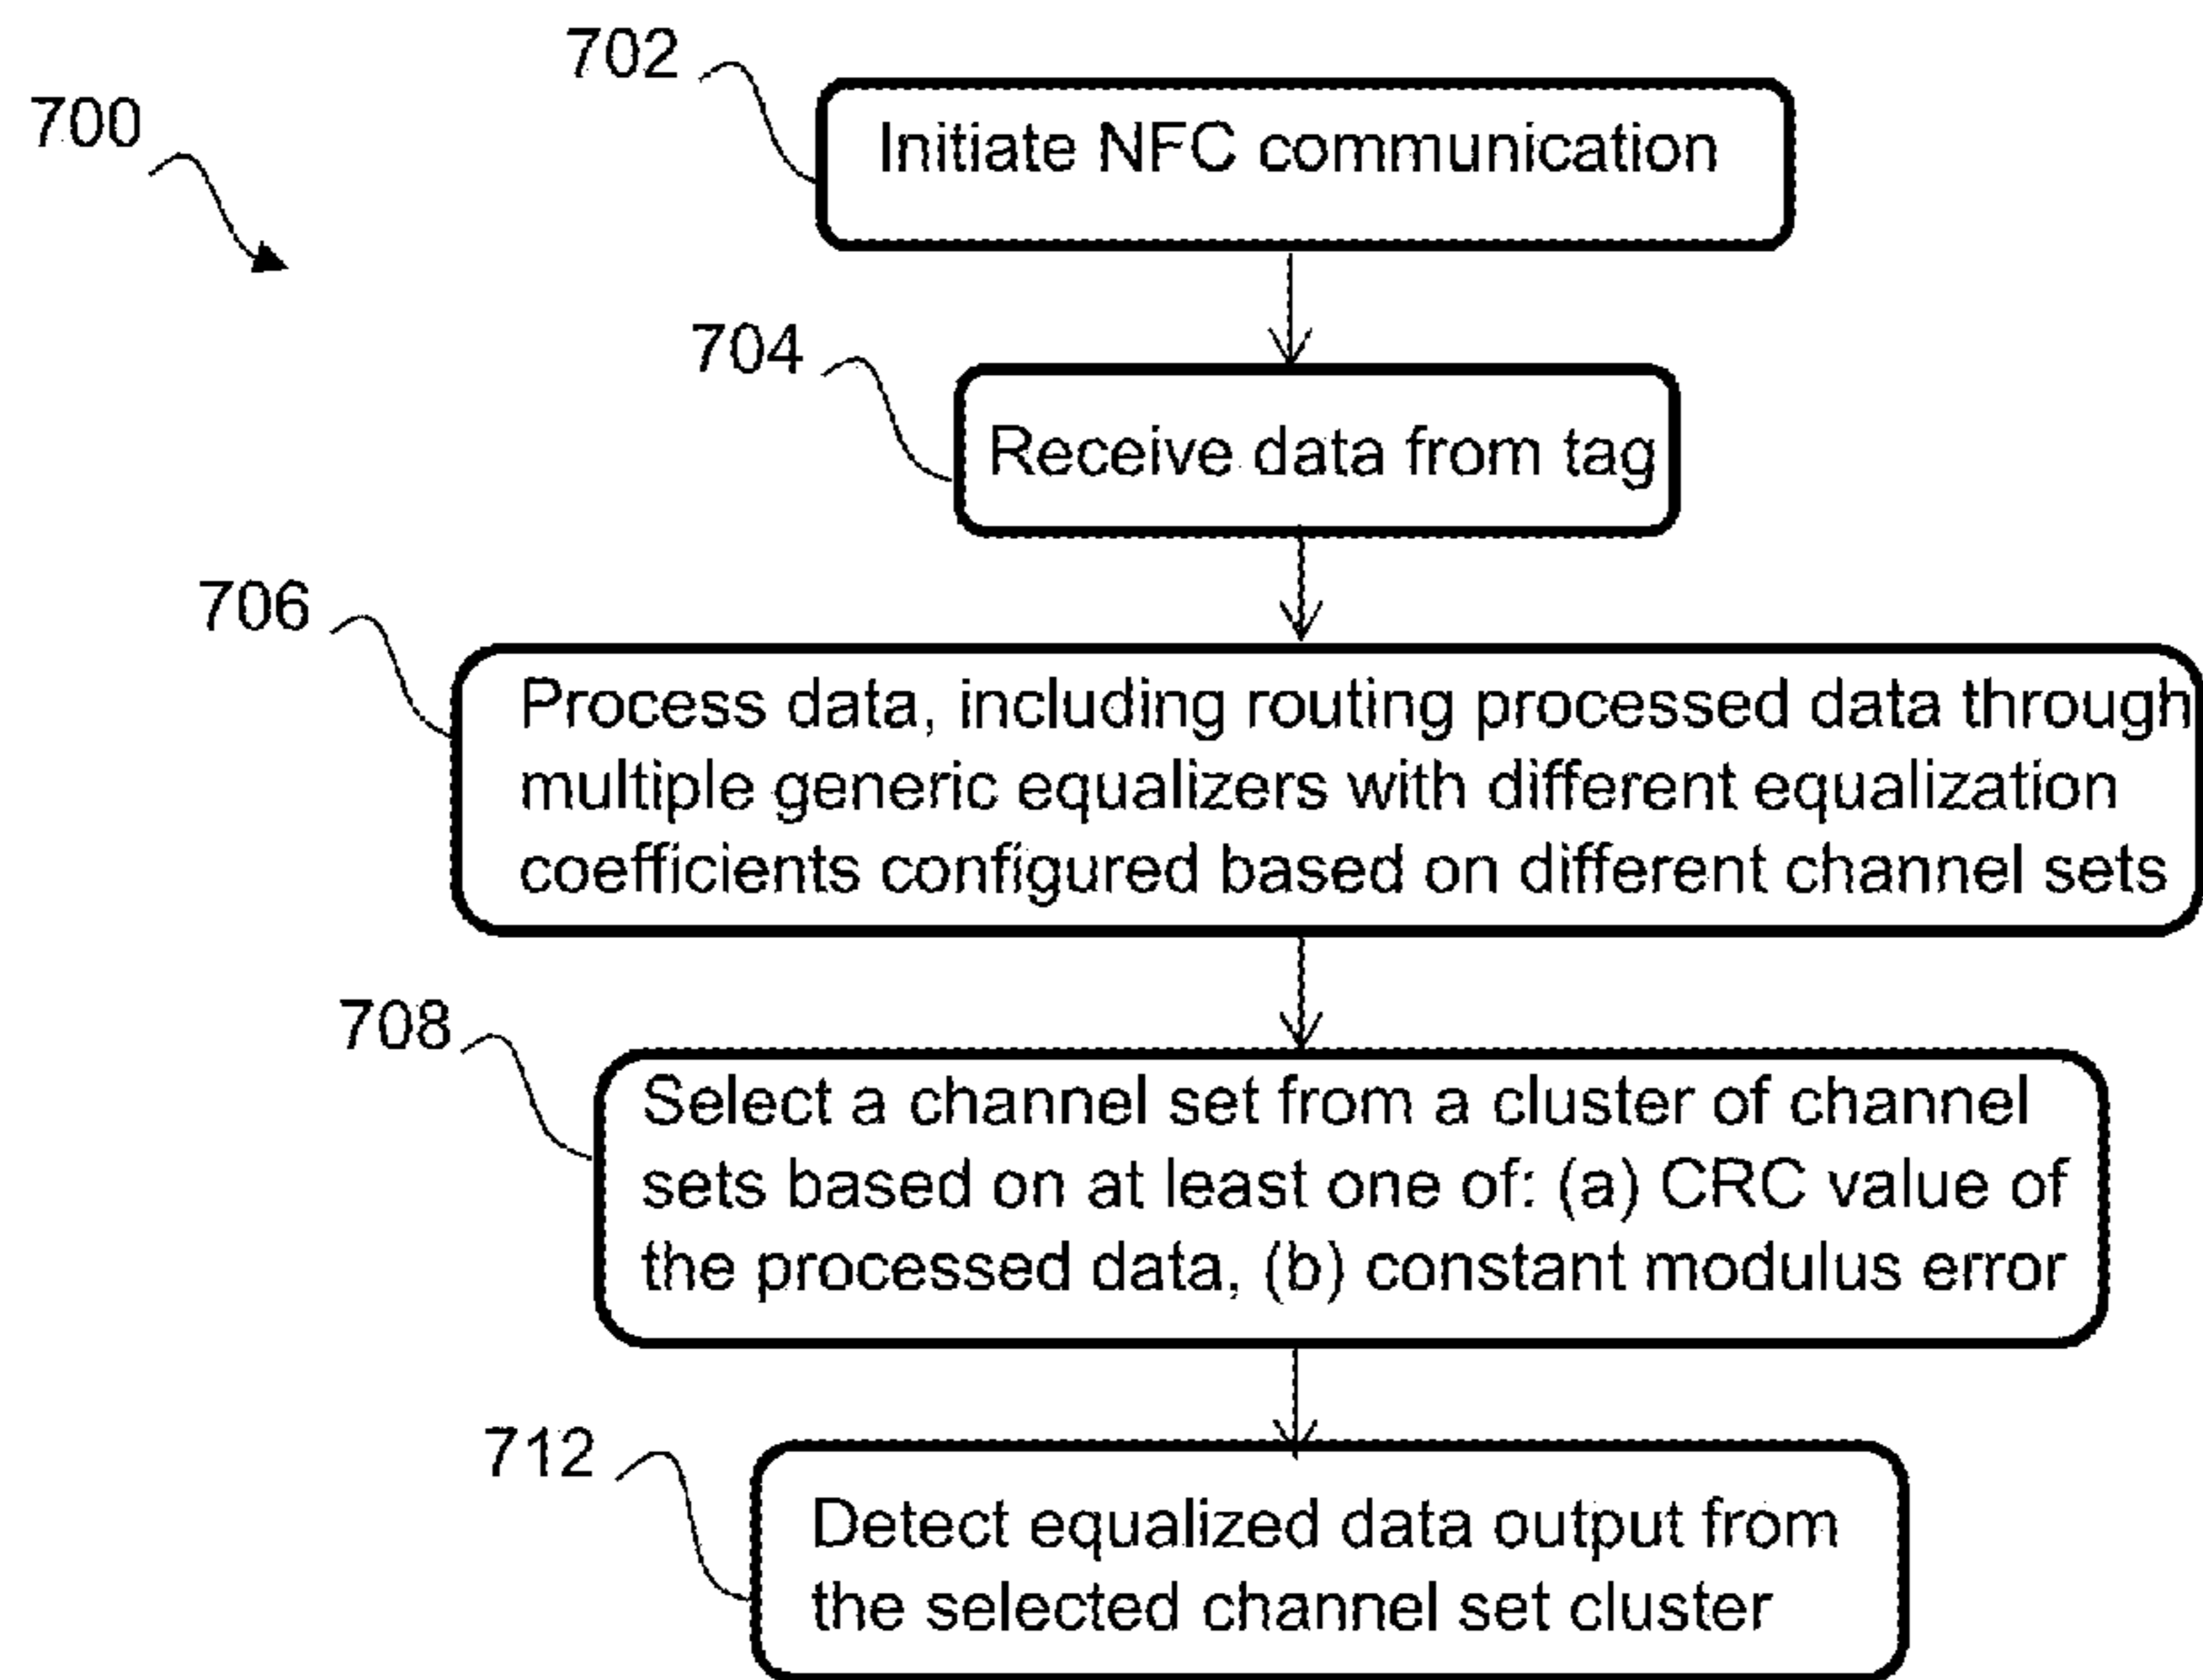 702
700
Initiate NFC communication
704
Receive data from tag
706
Process data, including routing processed data through
multiple generic equalizers with different equalization
coefficients configured based on different channel sets
708
Select a channel set from a cluster of channel
sets based on at least one of: (a) CRC value of
the processed data, (b) constant modulus error
712
Detect equalized data output from
the selected channel set cluster